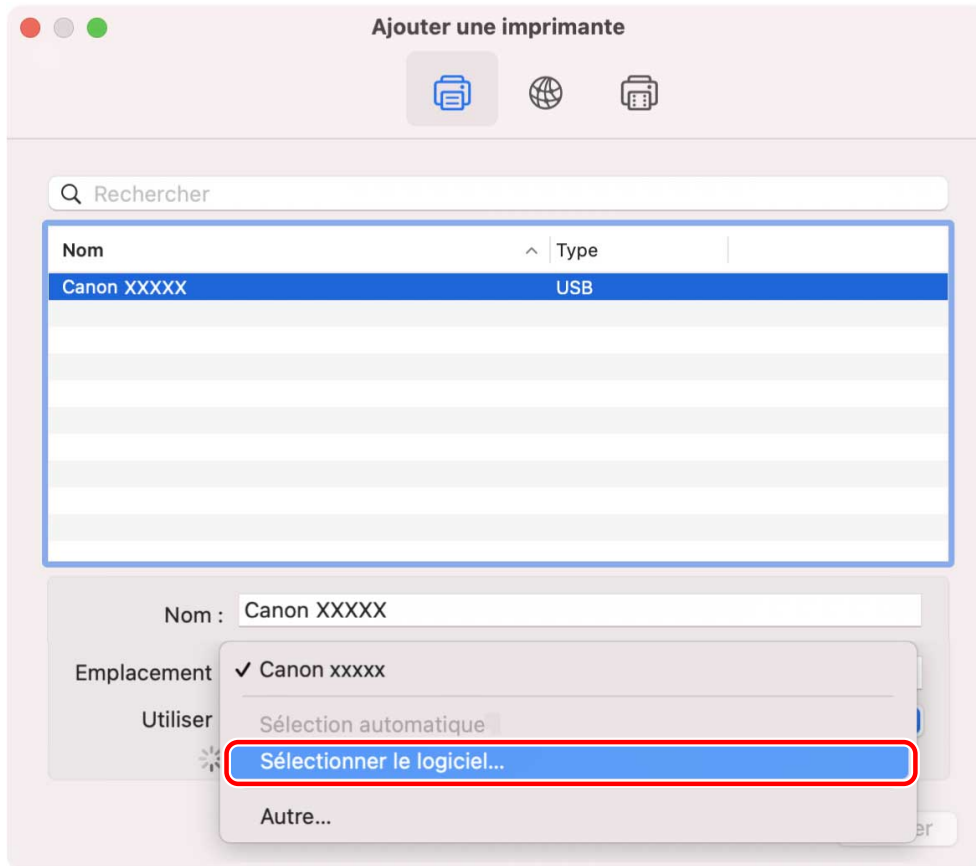 Ajouter une imprimante
Rechercher
Nom Type
Canon XXXXX USB
Nom : Canon XXXXX
Emplacement ✓ Canon xxxxx
Utiliser Sélection automatique
Sélectionner le logiciel...
Autre...